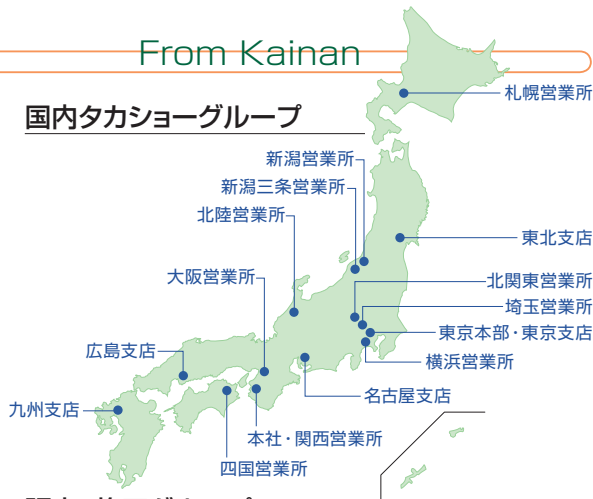 From Kainan
国内タカショーグループ
札幌営業所
新潟営業所
新潟三条営業所
北陸営業所
東北支店
大阪営業所
北関東営業所
埼玉営業所
東京本部・東京支店
広島支店
横浜営業所
名古屋支店
九州支店
本社・関西営業所
四国営業所